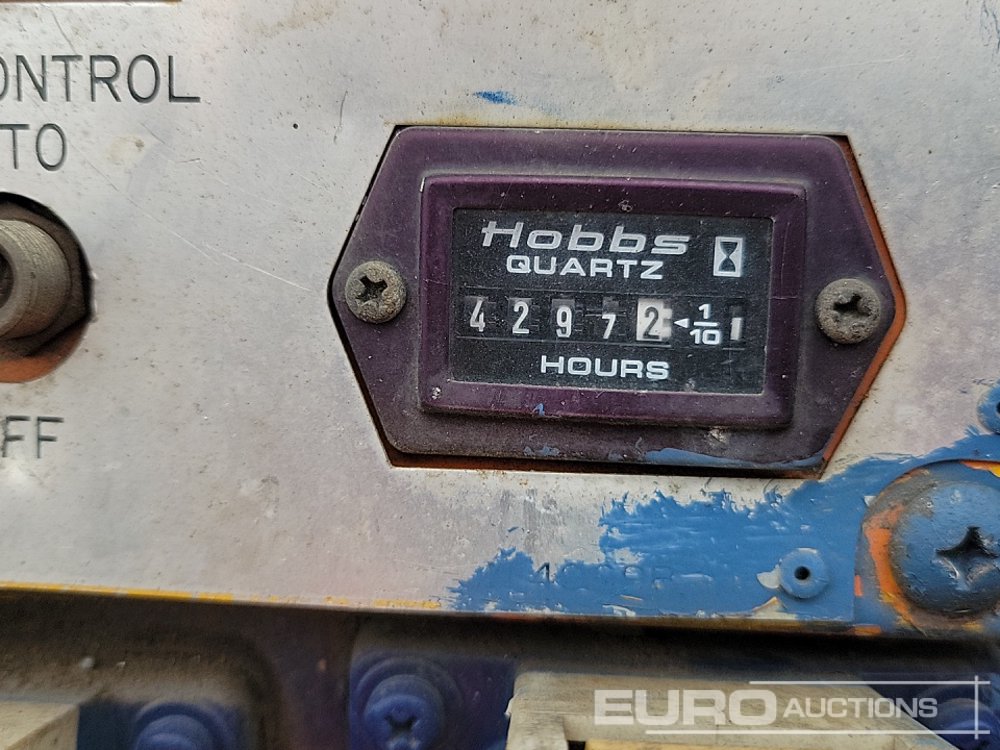 ONTROL
TO
FF
Hobbs
QUARTZ
4 2 9 7 2 1/10
HOURS
EURO AUCTIONS